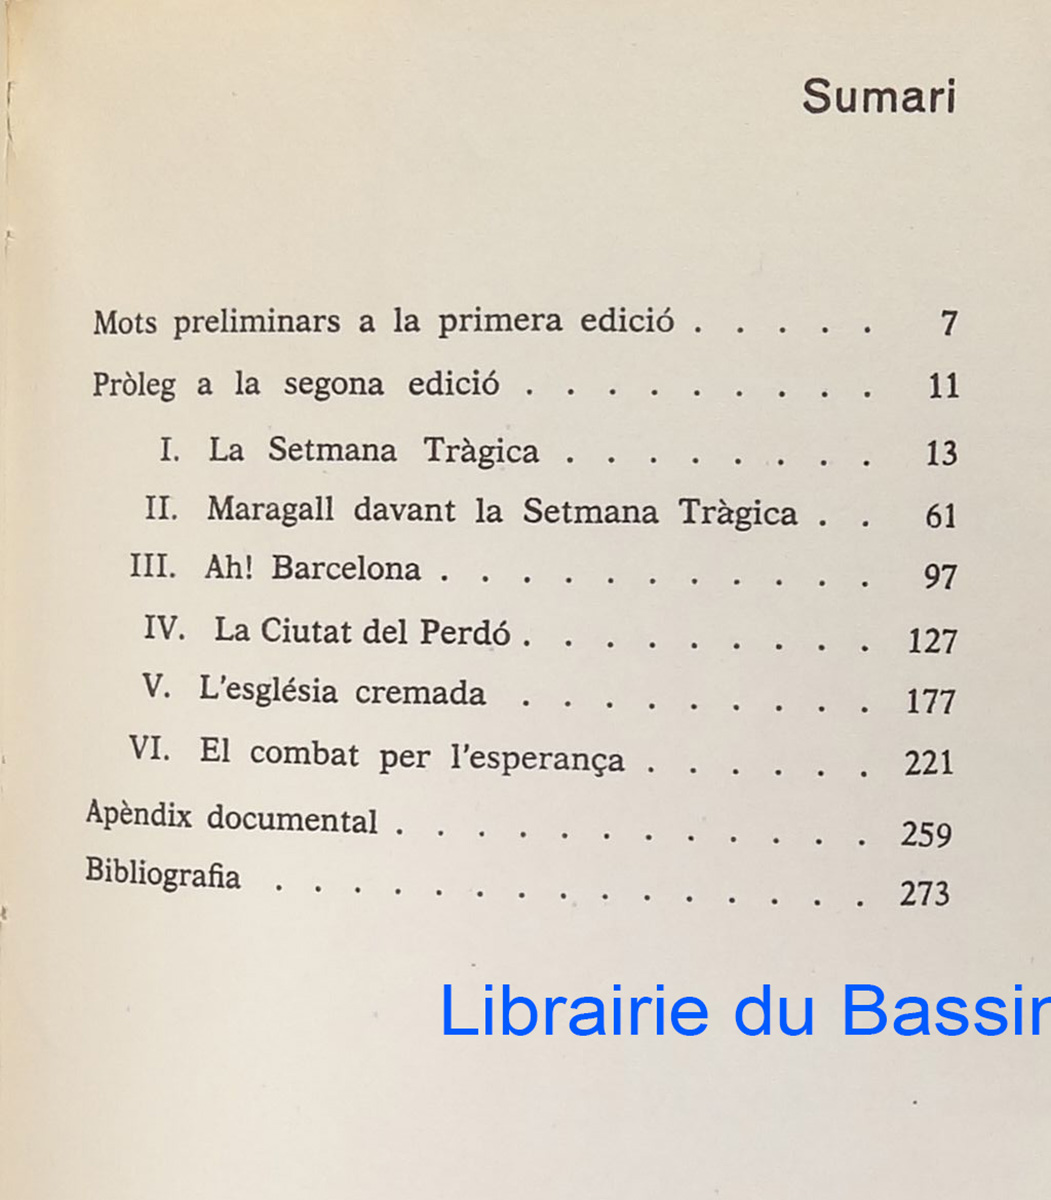 Sumari
Mots preliminars a la primera edició . . . . . 7
Pròleg a la segona edició . . . . . . . . . 11
I. La Setmana Tràgica . . . . . . . . 13
II. Maragall davant la Setmana Tràgica . . 61
III. Ah! Barcelona . . . . . . . . . . . 97
IV. La Ciutat del Perdó . . . . . . . . . 127
V. L'església cremada . . . . . . . . . 177
VI. El combat per l'esperança . . . . . . 221
Apèndix documental . . . . . . . . . . . . 259
Bibliografia . . . . . . . . . . . . . . . 273
Librairie du Bassin